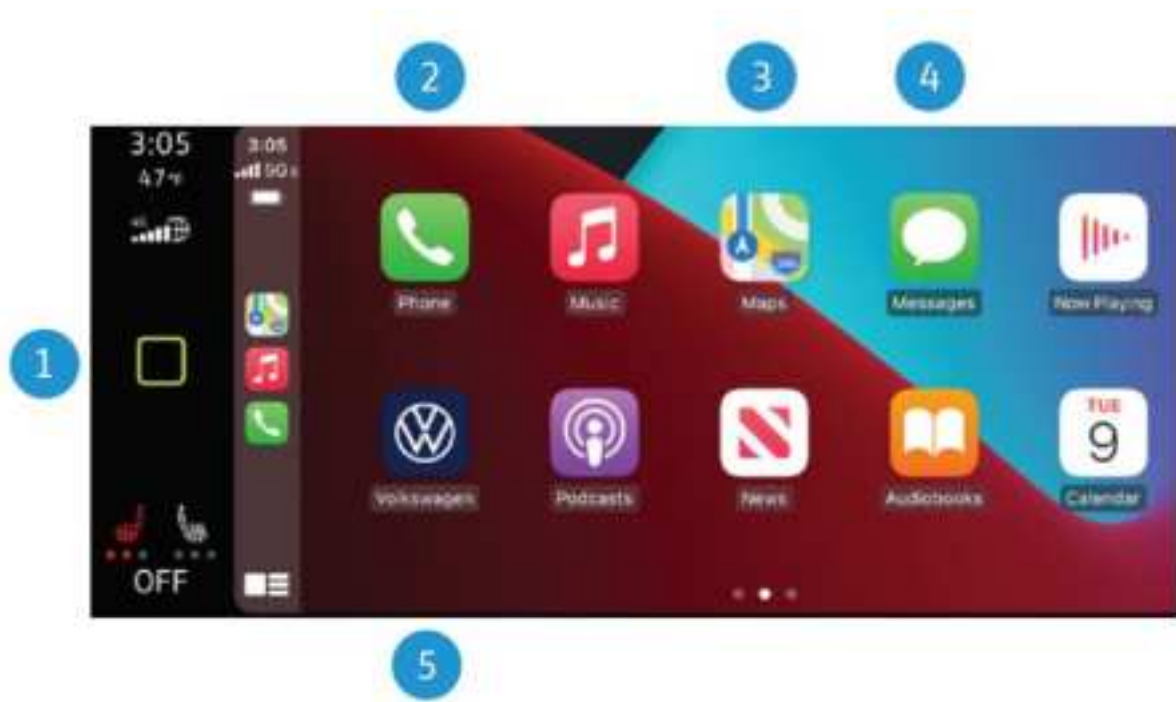 2
3
4
3:05
47°F
3:05
5G
Phone
Music
Maps
Messages
Now Playing
1
TUE
9
Volkswagen
Podcasts
News
Audiobooks
Calendar
OFF
5